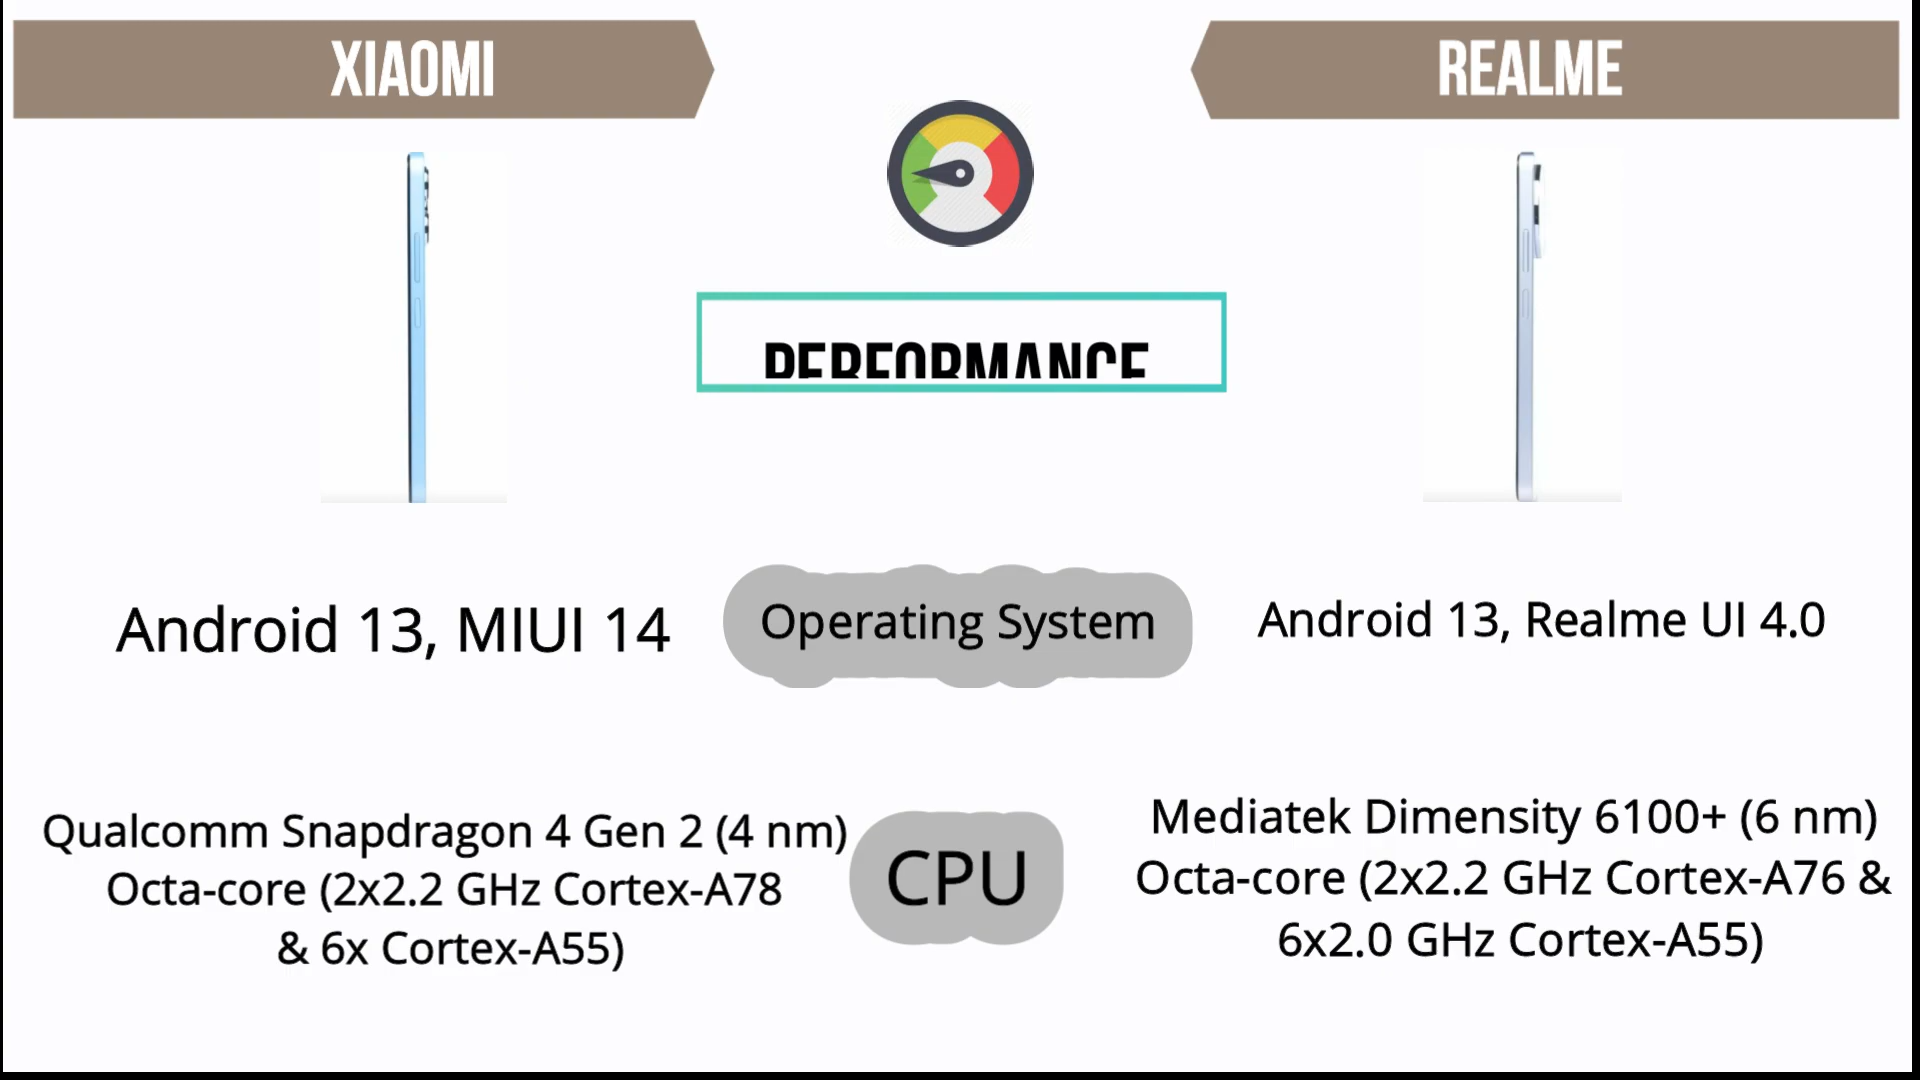 XIAOMI
REALME
PERFORMANCE
Android 13, MIUI 14
Operating System
Android 13, Realme UI 4.0
Qualcomm Snapdragon 4 Gen 2 (4 nm)
Octa-core (2x2.2 GHz Cortex-A78
& 6x Cortex-A55)
CPU
Mediatek Dimensity 6100+ (6 nm)
Octa-core (2x2.2 GHz Cortex-A76 &
6x2.0 GHz Cortex-A55)